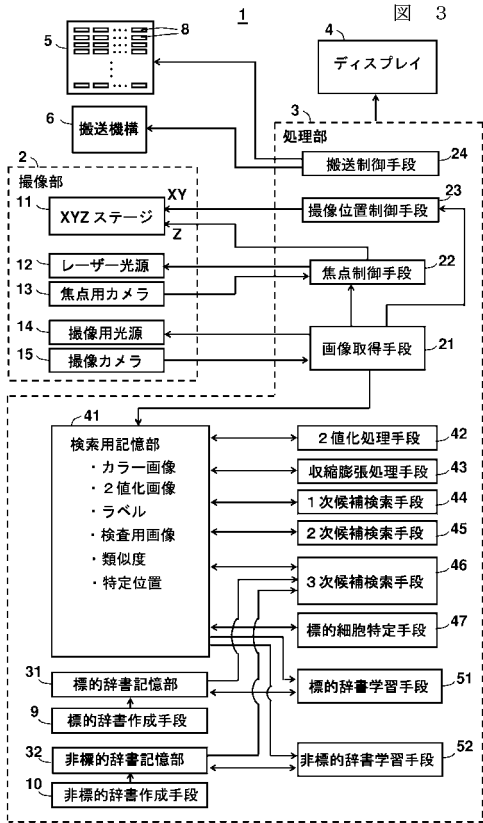 1
図 3
5
8
4
ディスプレイ
6
搬送機構
3
処理部
搬送制御手段
24
2
撮像部
11
XYZ ステージ
XY
Z
撮像位置制御手段
23
12
レーザー光源
13
焦点用カメラ
焦点制御手段
22
14
撮像用光源
15
撮像カメラ
画像取得手段
21
41
検索用記憶部
・カラー画像
・2値化画像
・ラベル
・検査用画像
・類似度
・特定位置
2値化処理手段
42
収縮膨張処理手段
43
1次候補検索手段
44
2次候補検索手段
45
3次候補検索手段
46
標的細胞特定手段
47
31
標的辞書記憶部
9
標的辞書作成手段
標的辞書学習手段
51
32
非標的辞書記憶部
10
非標的辞書作成手段
非標的辞書学習手段
52